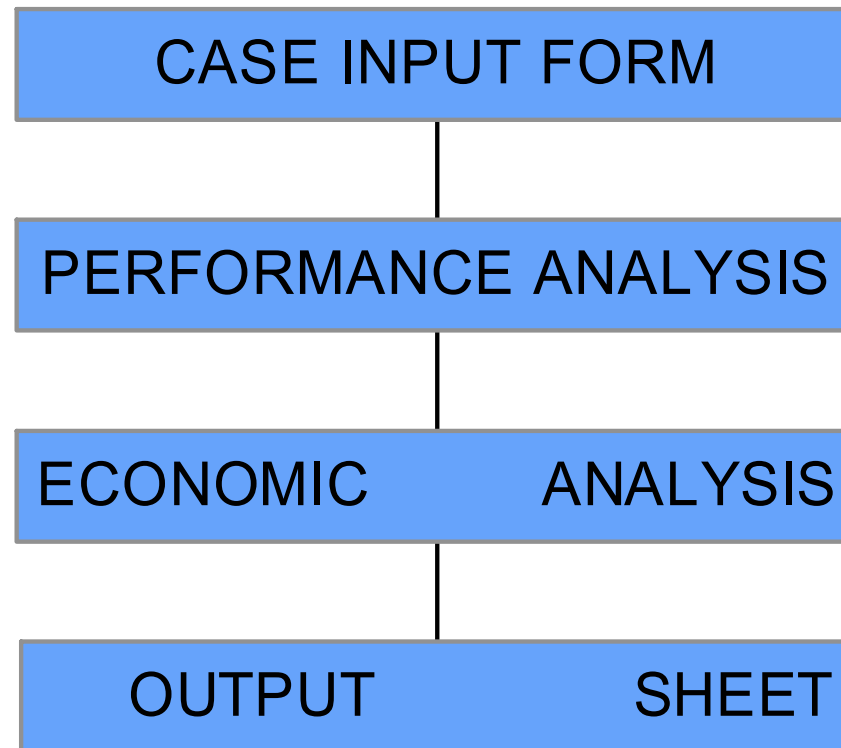 CASE INPUT FORM
PERFORMANCE ANALYSIS
ECONOMIC ANALYSIS
OUTPUT SHEET